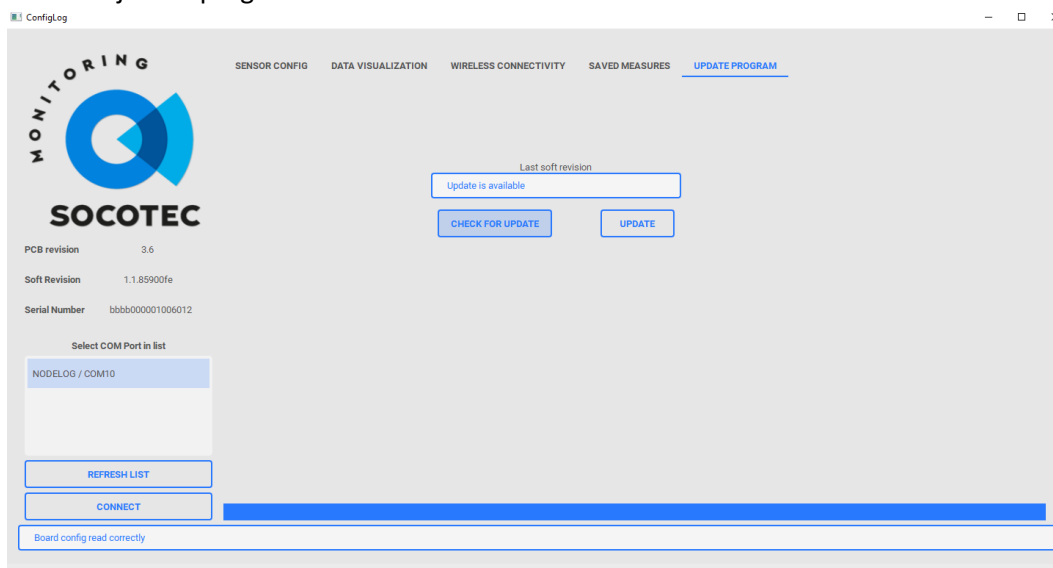 ConfigLog
MONITORING
SOCOTEC
SENSOR CONFIG DATA VISUALIZATION WIRELESS CONNECTIVITY SAVED MEASURES UPDATE PROGRAM
Last soft revision
Update is available
CHECK FOR UPDATE UPDATE
PCB revision 3.6
Soft Revision 1.1.85900fe
Serial Number bbbb000001006012
Select COM Port in list
NODELOG / COM10
REFRESH LIST
CONNECT
Board config read correctly